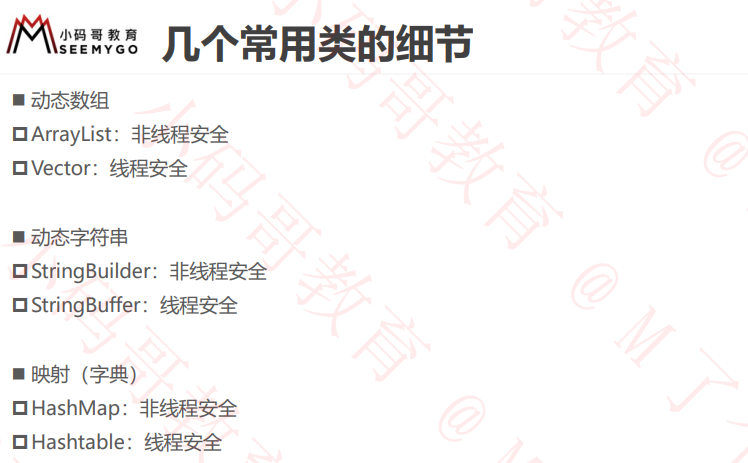 小码哥教育
SEEMYGO
几个常用类的细节
动态数组
ArrayList：非线程安全
Vector：线程安全
动态字符串
StringBuilder：非线程安全
StringBuffer：线程安全
映射（字典）
HashMap：非线程安全
Hashtable：线程安全
小码哥教育 @M了个
小码哥教育 @M
小码哥教育 @